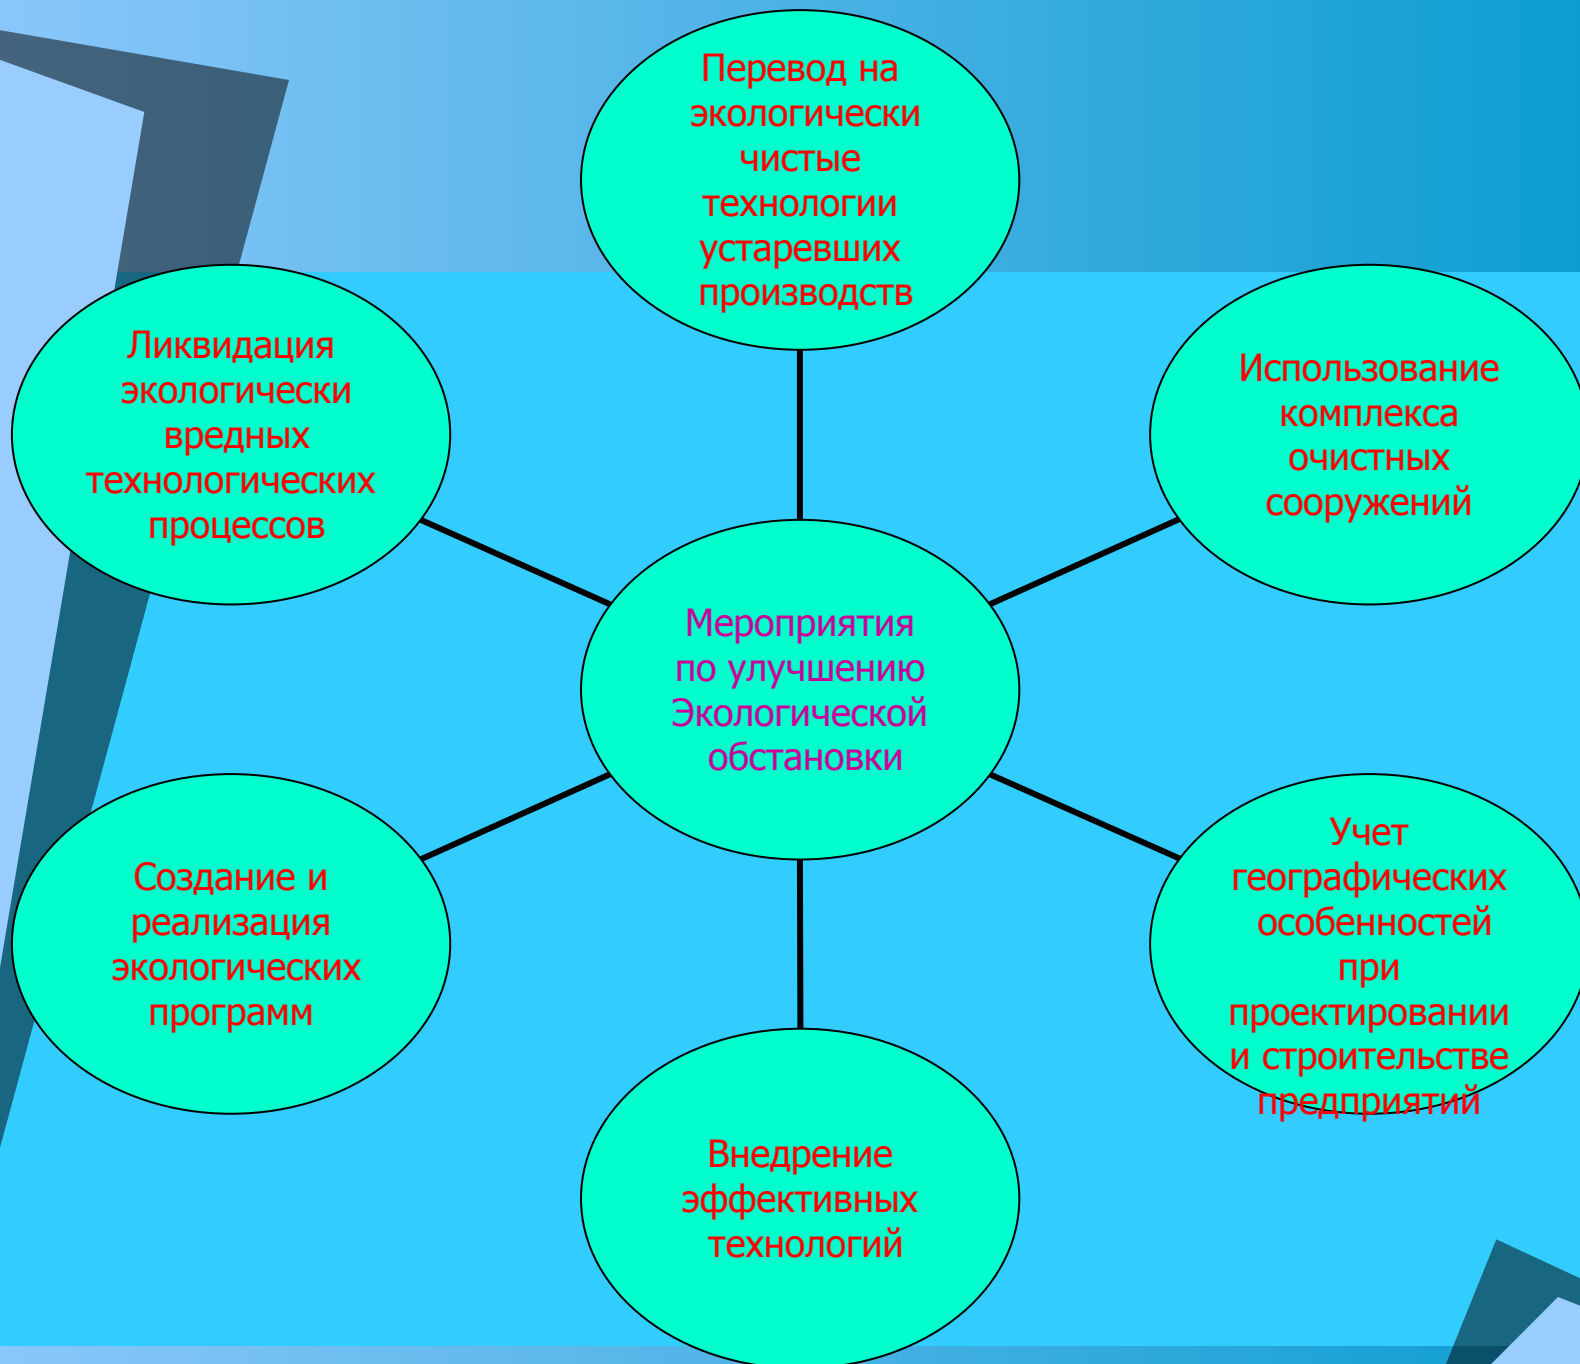 Перевод на
экологически
чистые
технологии
устаревших
производств
Ликвидация
экологически
вредных
технологических
процессов
Использование
комплекса
очистных
сооружений
Мероприятия
по улучшению
Экологической
обстановки
Создание и
реализация
экологических
программ
Учет
географических
особенностей
при
проектировании
и строительстве
предприятий
Внедрение
эффективных
технологий